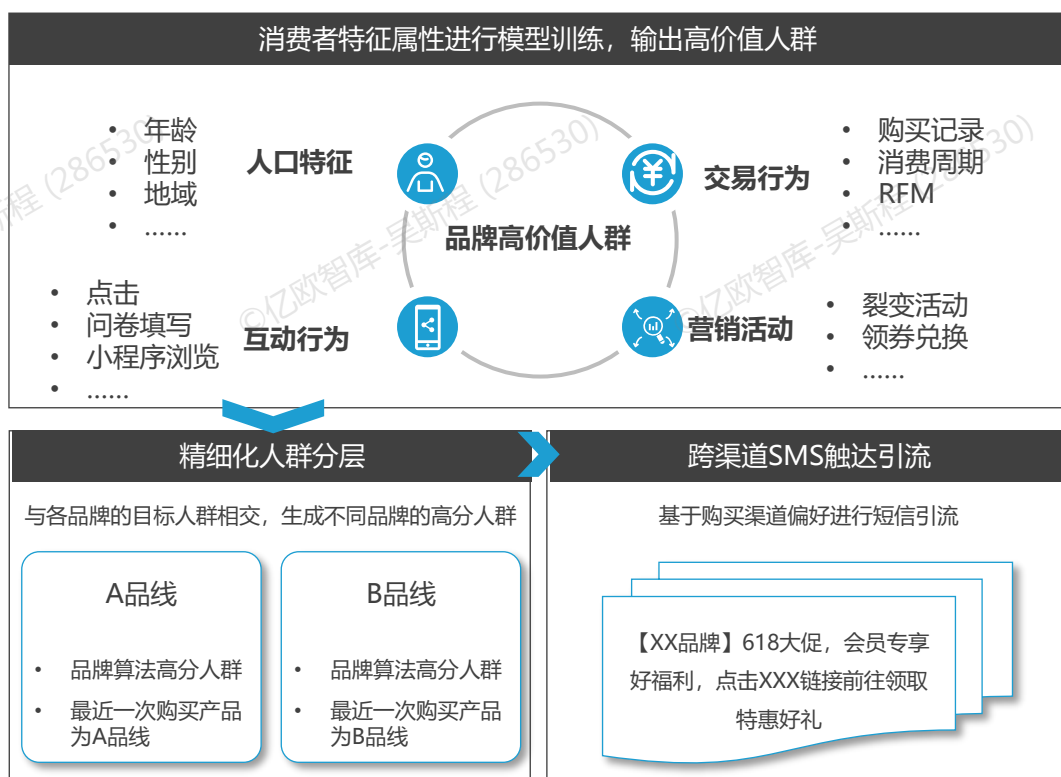 消费者特征属性进行模型训练，输出高价值人群
• 年龄
• 性别
• 地域
• ……
人口特征
交易行为
• 购买记录
• 消费周期
• RFM
• ……
品牌高价值人群
• 点击
• 问卷填写
• 小程序浏览
• ……
互动行为
营销活动
• 裂变活动
• 领券兑换
• ……
斯程 (286530)
©亿欧智库-吴斯程 (286530)
©亿欧智库-吴斯程 (286530)
精细化人群分层
与各品牌的目标人群相交，生成不同品牌的高分人群
A品线
• 品牌算法高分人群
• 最近一次购买产品
为A品线
B品线
• 品牌算法高分人群
• 最近一次购买产品
为B品线
跨渠道SMS触达引流
基于购买渠道偏好进行短信引流
【XX品牌】618大促，会员专享
好福利，点击XXX链接前往领取
特惠好礼